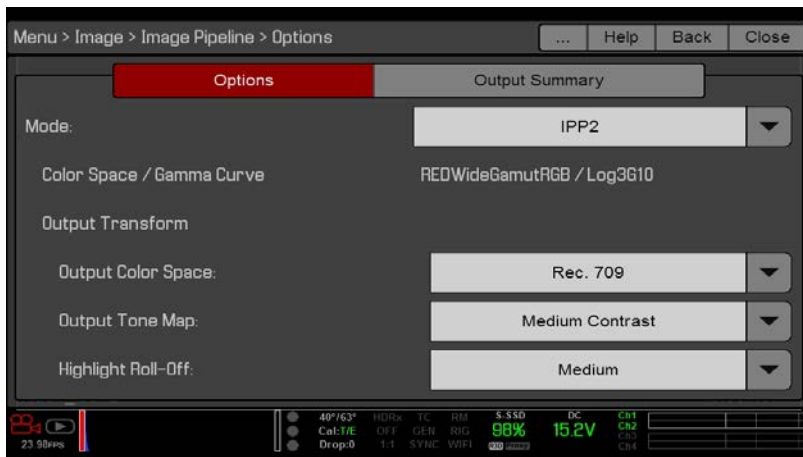 Menu > Image > Image Pipeline > Options ... Help Back Close
Options Output Summary
Mode: IPP2
Color Space / Gamma Curve REDWideGamutRGB / Log3G10
Output Transform
Output Color Space: Rec. 709
Output Tone Map: Medium Contrast
Highlight Roll-Off: Medium
40°/63° HDRx TC RM S.SSD DC Ch1
Cal:T/E OFF GEN RIG 98% 15.2V Ch2
23.98FPS Drop:0 1:1 SYNC WIFI Ch3
Ch4